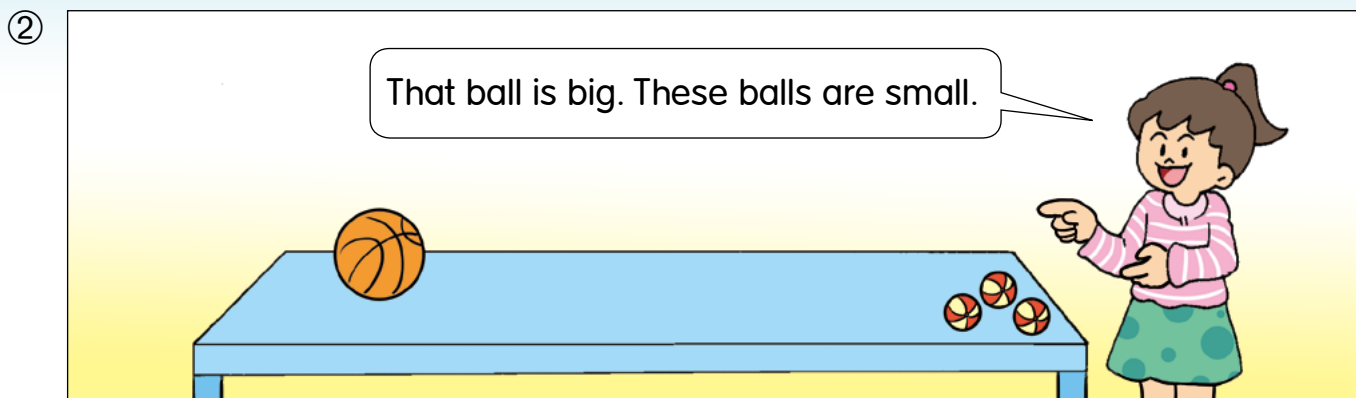 ②
That ball is big. These balls are small.